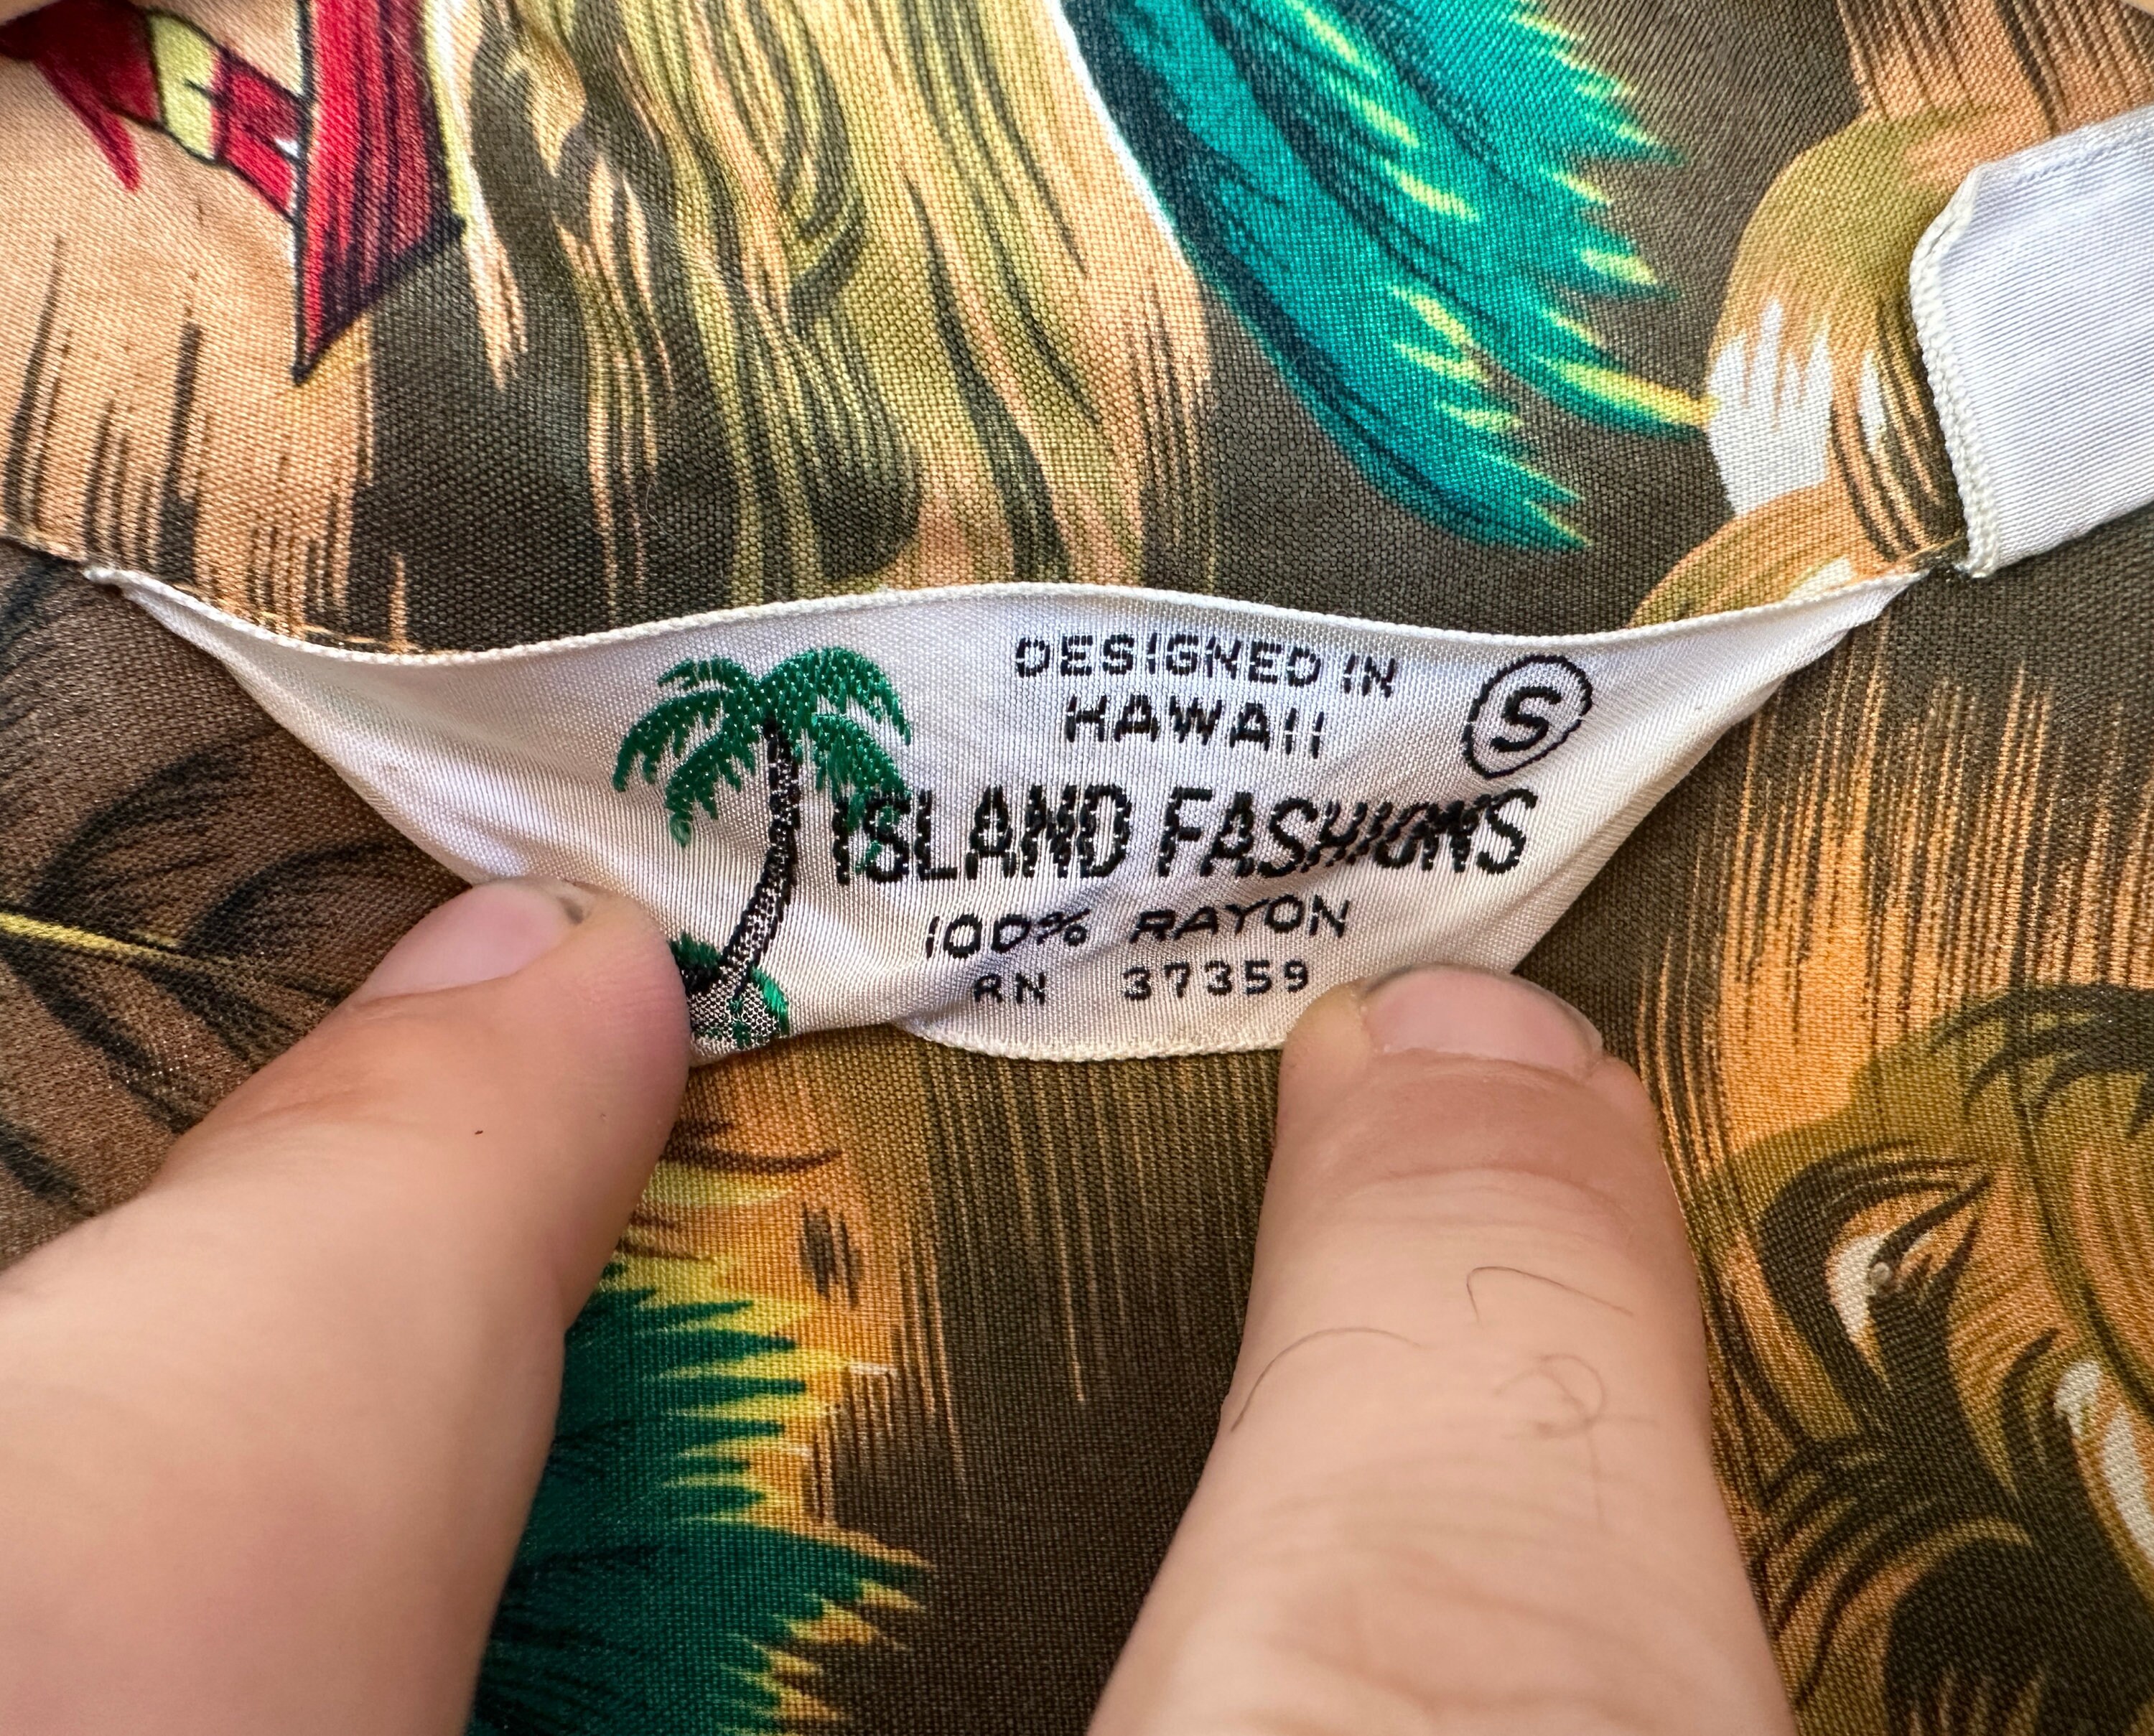 DESIGNED IN
HAWAII
S
ISLAND FASHIONS
100% RAYON
RN 37359